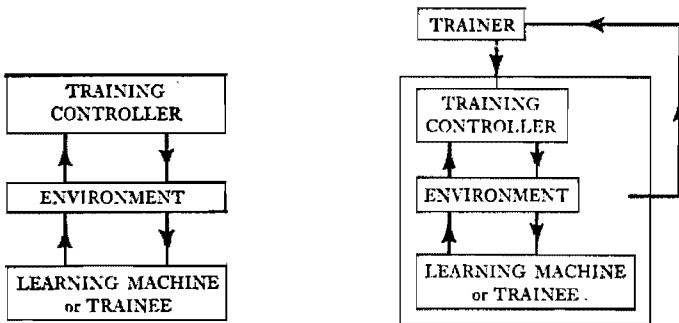 TRAINING
CONTROLLER
ENVIRONMENT
LEARNING MACHINE
or TRAINEE
TRAINER
TRAINING
CONTROLLER
ENVIRONMENT
LEARNING MACHINE
or TRAINEE.